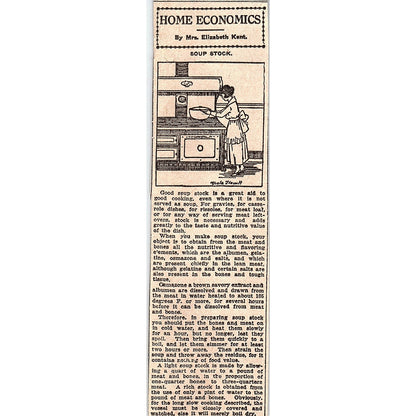 HOME ECONOMICS
By Mrs. Elizabeth Kent.
SOUP STOCK.
Good soup stock is a great aid to
good cooking, even where it is not
served as soup. For gravies, for casse-
role dishes, for rissoles, for meat loaf,
or for any way of serving meat left-
overs, stock is necessary and adds
greatly to the taste and nutritive value
of the dish.
When you make soup stock, your
object is to obtain from the meat and
bones all the nutritive and flavoring
elements, which are the albumen, gela-
tine, osmazone and salts, and which
are present chiefly in the lean meat,
although gelatine and certain salts are
also present in the bones and tough
tissue.
Osmazone a brown savory extract and
albumen are dissolved and drawn from
the meat in water heated to about 165
degrees F. or more, for several hours
before it can be dissolved from meat
and bones.
Therefore, in preparing soup stock
you should put the bones and meat on
in cold water, and heat them slowly
for an hour, but no longer, lest they
spoil. Then bring them quickly to a
boil, and let them simmer for at least
two hours or more. Then strain the
soup and throw away the residue, for it
contains nothing of food value.
A light soup stock is made by allow-
ing a quart of water to a pound of
meat and bones, in the proportion of
one-quarter bones to three-quarters
meat. A rich stock is obtained from
the use of only a pint of water to a
pound of meat and bones. Obviously,
for the long slow cooking described, the
vessel must be closely covered and
watched, else it will merely boil dry.